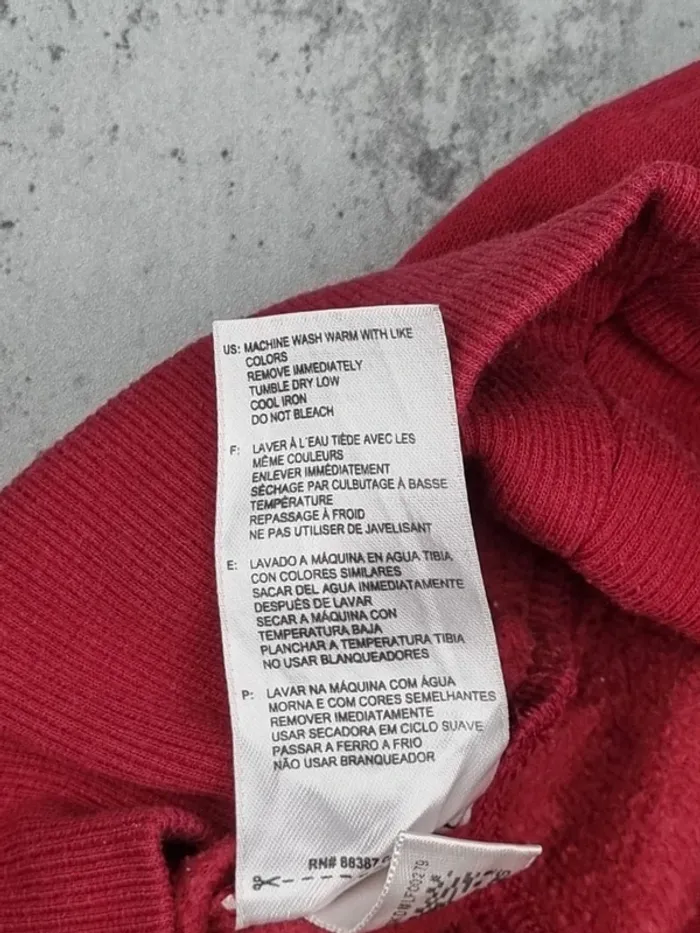 US: MACHINE WASH WARM WITH LIKE
COLORS
REMOVE IMMEDIATELY
TUMBLE DRY LOW
COOL IRON
DO NOT BLEACH
F: LAVER À L'EAU TIÈDE AVEC LES
MÊME COULEURS
ENLEVER IMMÉDIATEMENT
SÉCHAGE PAR CULBUTAGE À BASSE
TEMPÉRATURE
REPASSAGE À FROID
NE PAS UTILISER DE JAVELISANT
E: LAVADO A MÁQUINA EN AGUA TIBIA
CON COLORES SIMILARES
SACAR DEL AGUA INMEDIATAMENTE
DESPUÉS DE LAVAR
SECAR A MÁQUINA CON
TEMPERATURA BAJA
PLANCHAR A TEMPERATURA TIBIA
NO USAR BLANQUEADORES
P: LAVAR NA MÁQUINA COM ÁGUA
MORNA E COM CORES SEMELHANTES
REMOVER IMEDIATAMENTE
USAR SECADORA EM CICLO SUAVE
PASSAR A FERRO A FRIO
NÃO USAR BRANQUEADOR
RN# 88387